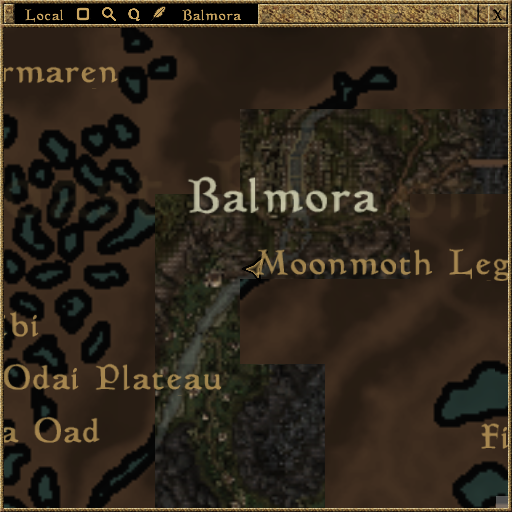 Local Balmora X
rmaren
Balmora
Moonmoth Leg
bi
Odai Plateau
a Oad
Fi